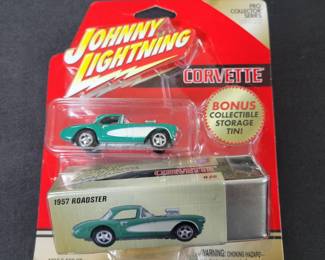 PRO
COLLECTOR
SERIES
JOHNNY
LIGHTNING
CORVETTE
BONUS
COLLECTIBLE
STORAGE
TIN!
1957 ROADSTER
WARNING: CHOKING HAZARD-